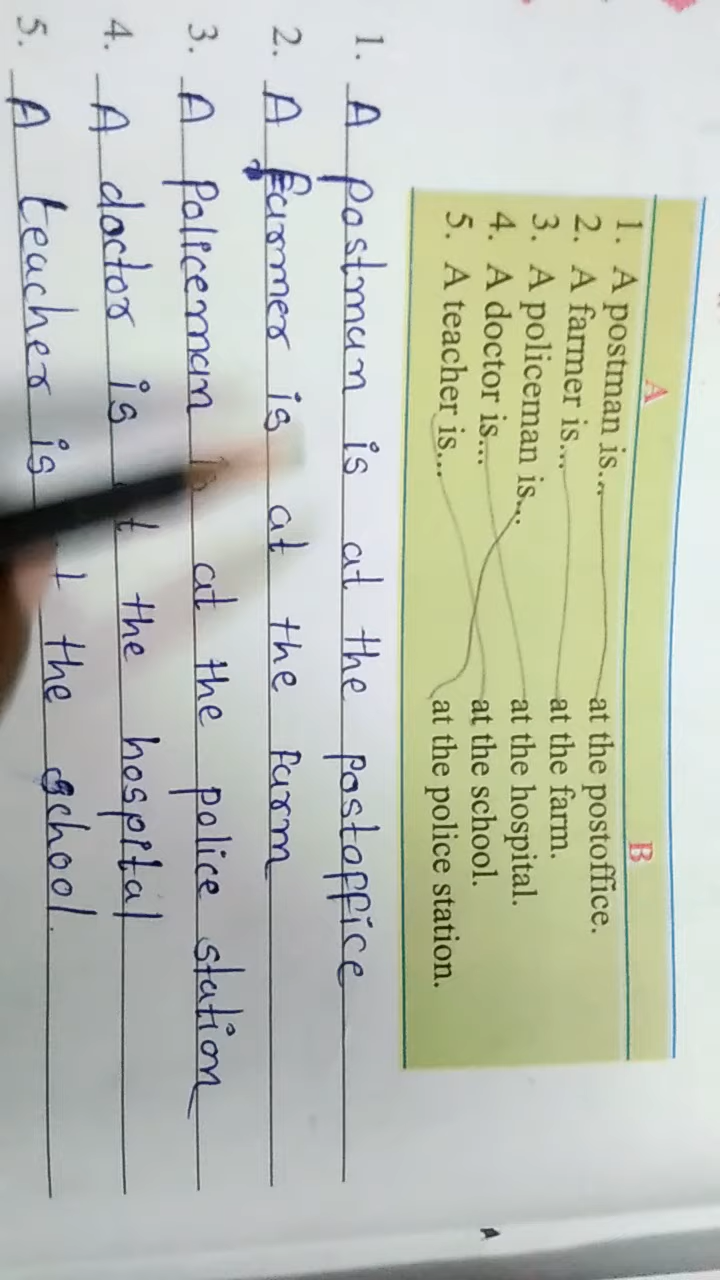 A B
1. A postman is... at the postoffice.
2. A farmer is... at the farm.
3. A policeman is... at the hospital.
4. A doctor is... at the school.
5. A teacher is... at the police station.
1. A postman is at the postoffice
2. A farmer is at the farm
3. A policeman at the police station
4. A doctor is the hospital
5. A teacher is the school.